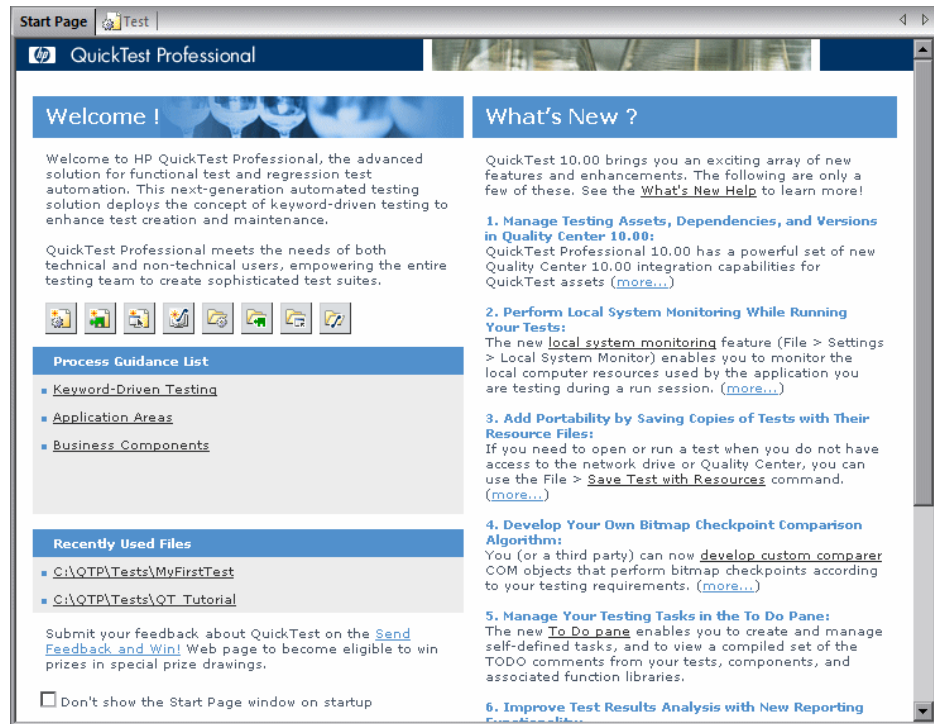 Start Page
Test
hp QuickTest Professional
Welcome !
Welcome to HP QuickTest Professional, the advanced
solution for functional test and regression test
automation. This next-generation automated testing
solution deploys the concept of keyword-driven testing to
enhance test creation and maintenance.
QuickTest Professional meets the needs of both
technical and non-technical users, empowering the entire
testing team to create sophisticated test suites.
Process Guidance List
Keyword-Driven Testing
Application Areas
Business Components
Recently Used Files
C:\QTP\Tests\MyFirstTest
C:\QTP\Tests\QT_Tutorial
Submit your feedback about QuickTest on the Send
Feedback and Win! Web page to become eligible to win
prizes in special prize drawings.
Don't show the Start Page window on startup
What's New ?
QuickTest 10.00 brings you an exciting array of new
features and enhancements. The following are only a
few of these. See the What's New Help to learn more!
1. Manage Testing Assets, Dependencies, and Versions
in Quality Center 10.00:
QuickTest Professional 10.00 has a powerful set of new
Quality Center 10.00 integration capabilities for
QuickTest assets (more...)
2. Perform Local System Monitoring While Running
Your Tests:
The new local system monitoring feature (File > Settings
> Local System Monitor) enables you to monitor the
local computer resources used by the application you
are testing during a run session. (more...)
3. Add Portability by Saving Copies of Tests with Their
Resource Files:
If you need to open or run a test when you do not have
access to the network drive or Quality Center, you can
use the File > Save Test with Resources command.
(more...)
4. Develop Your Own Bitmap Checkpoint Comparison
Algorithm:
You (or a third party) can now develop custom comparer
COM objects that perform bitmap checkpoints according
to your testing requirements. (more...)
5. Manage Your Testing Tasks in the To Do Pane:
The new To Do pane enables you to create and manage
self-defined tasks, and to view a compiled set of the
TODO comments from your tests, components, and
associated function libraries.
6. Improve Test Results Analysis with New Reporting
Functionality: